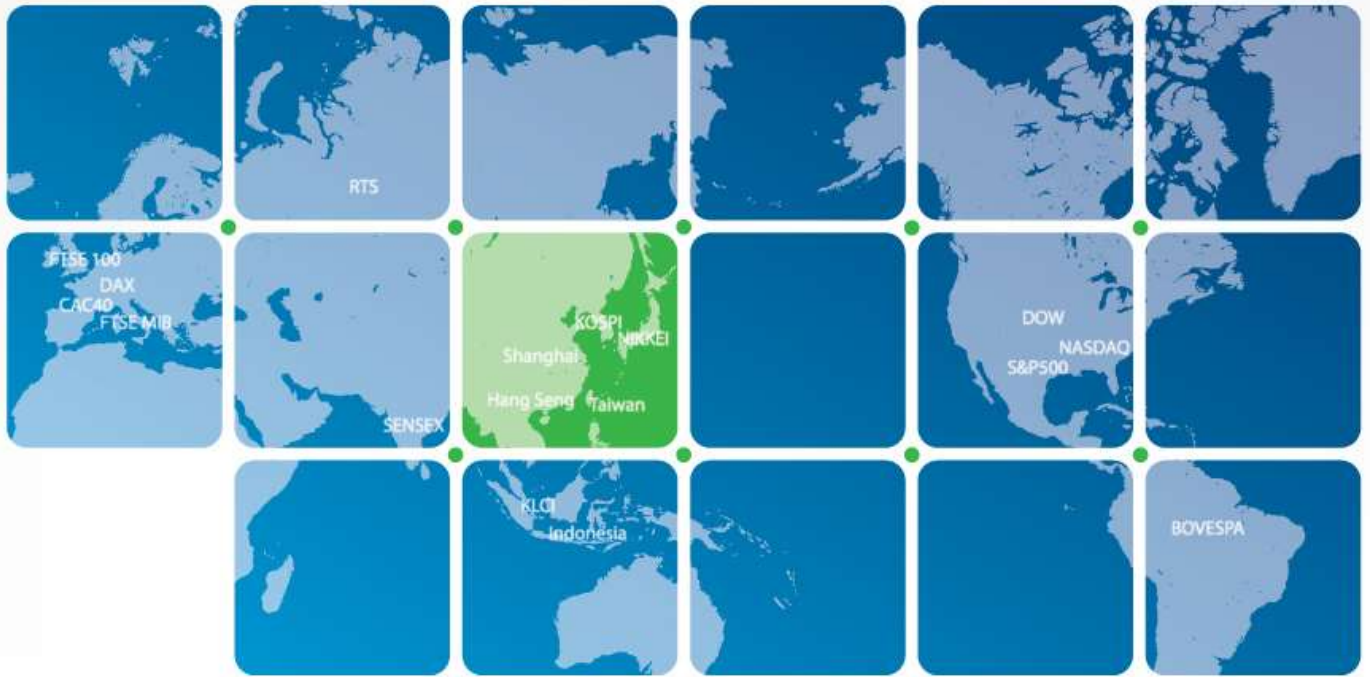 RTS
FTSE 100
DAX
CAC40
FTSE MIB
KOSPI
NIKKEI
Shanghai
Hang Seng
Taiwan
SENSEX
DOW
NASDAQ
S&P500
KLCI
Indonesia
BOVESPA